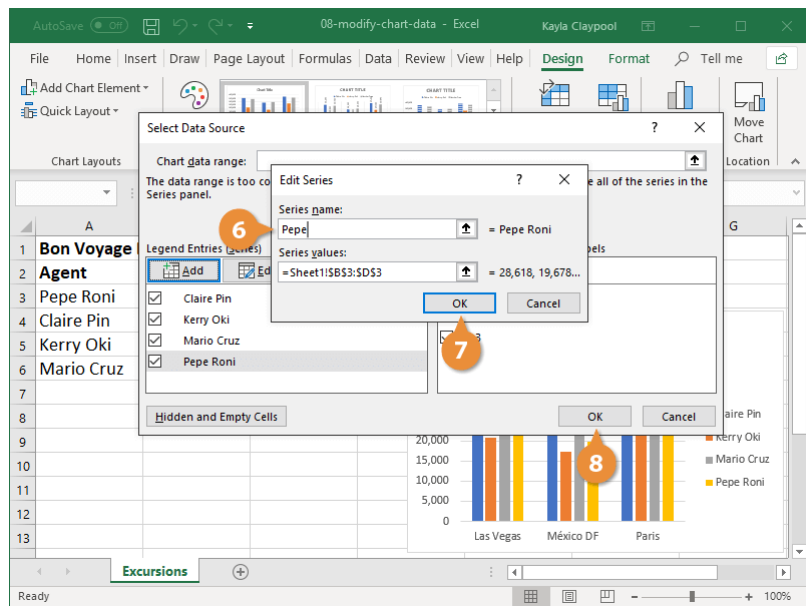 AutoSave Off 08-modify-chart-data - Excel Kayla Claypool
File Home Insert Draw Page Layout Formulas Data Review View Help Design Format Tell me
Add Chart Element
Quick Layout
CHART TITLE
Move
Chart
Chart Layouts
Location
Select Data Source ? ×
Chart data range:
The data range is too co
e all of the series in the
Series panel.
Edit Series ? ×
Series name:
6
Pepe = Pepe Roni
Series values:
=Sheet1!$B$3:$D$3 = 28,618, 19,678...
OK Cancel
7
Legend Entries (Series)
bels
Add Ed
Claire Pin
Kerry Oki
Mario Cruz
Pepe Roni
Hidden and Empty Cells
OK Cancel
8
A G
1 Bon Voyage
2 Agent
3 Pepe Roni
4 Claire Pin
5 Kerry Oki
6 Mario Cruz
7
8
9
10
11
12
13
20,000
15,000
10,000
5,000
0
Las Vegas México DF Paris
aire Pin
Kerry Oki
Mario Cruz
Pepe Roni
Excursions
Ready 100%